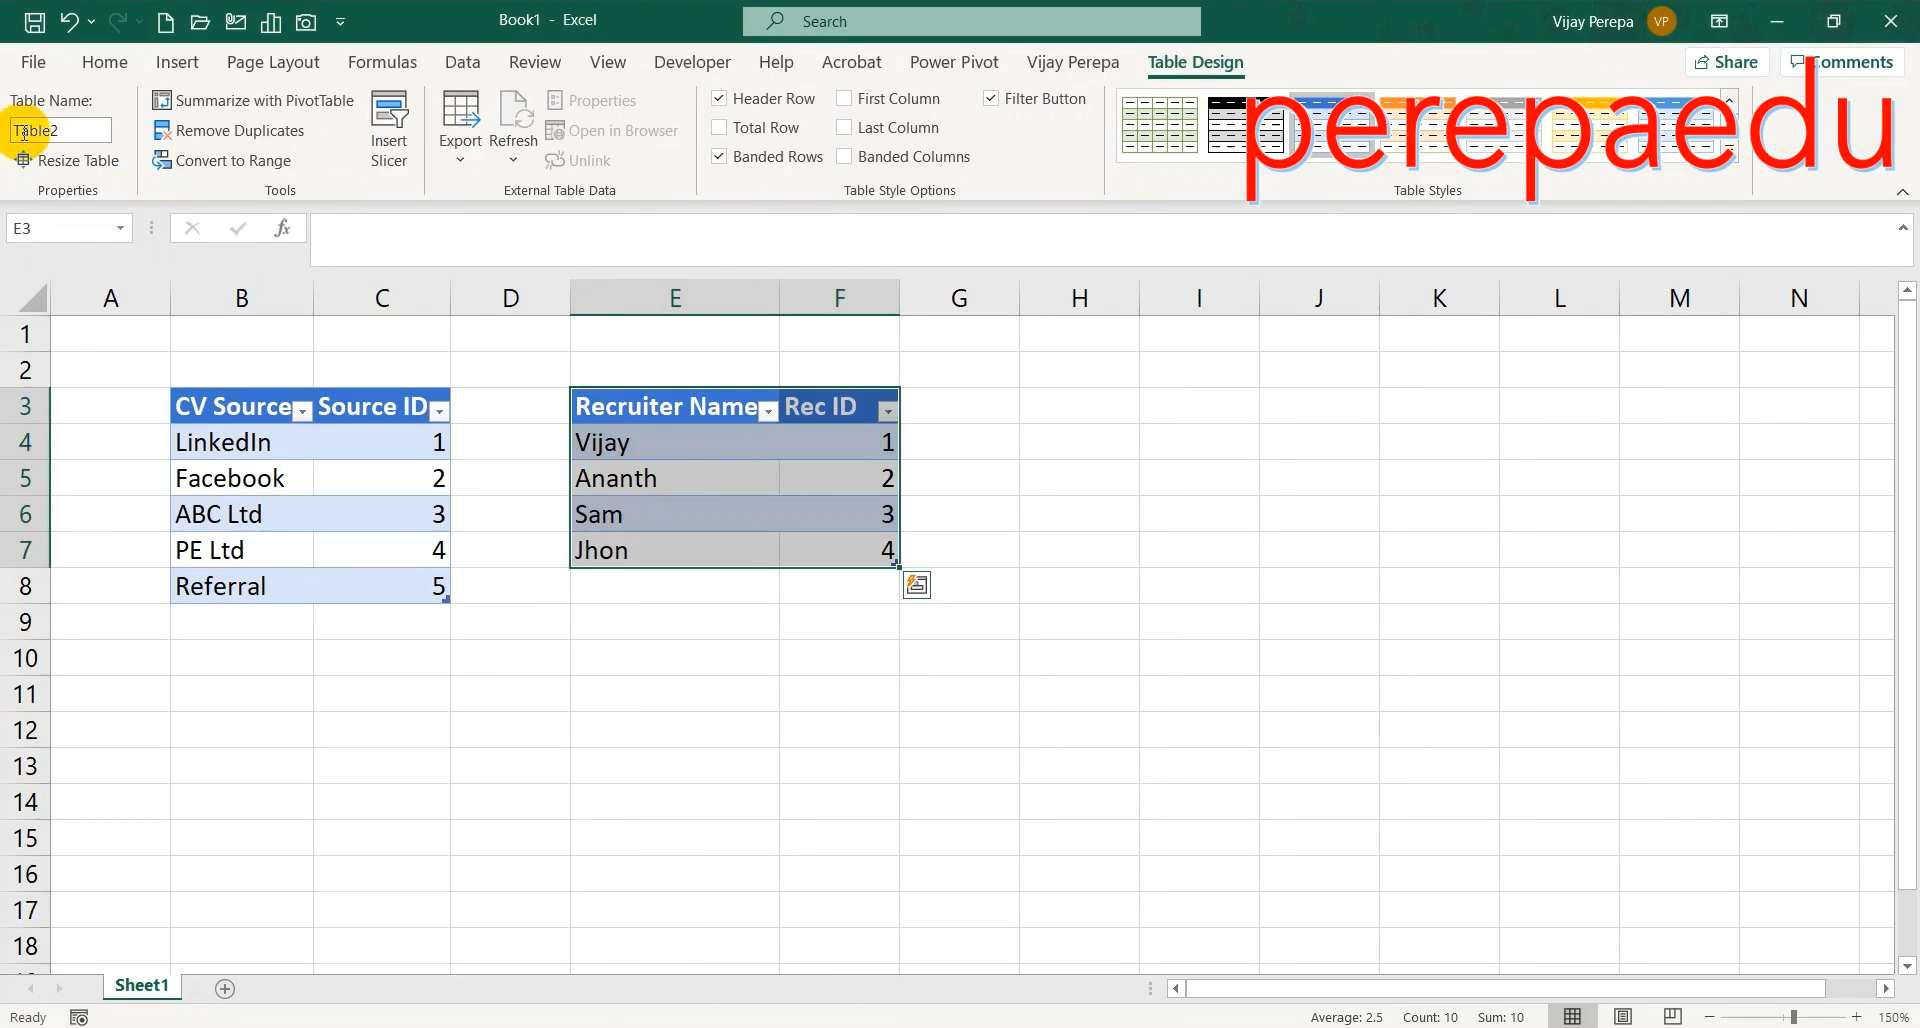 Book1 - Excel
Search
Vijay Perepa
VP
File Home Insert Page Layout Formulas Data Review View Developer Help Acrobat Power Pivot Vijay Perepa Table Design
Share
Comments
Table Name:
Table2
Resize Table
Properties
Summarize with PivotTable
Remove Duplicates
Convert to Range
Tools
Insert
Slicer
Export
Refresh
Properties
Open in Browser
Unlink
External Table Data
Header Row
Total Row
Banded Rows
First Column
Last Column
Banded Columns
Filter Button
Table Style Options
Table Styles
perepaedu
E3
fx
A B C D E F G H I J K L M N
1
2
3 CV Source Source ID Recruiter Name Rec ID
4 LinkedIn 1 Vijay 1
5 Facebook 2 Ananth 2
6 ABC Ltd 3 Sam 3
7 PE Ltd 4 Jhon 4
8 Referral 5
9
10
11
12
13
14
15
16
17
18
Sheet1
Ready
Average: 2.5 Count: 10 Sum: 10
150%